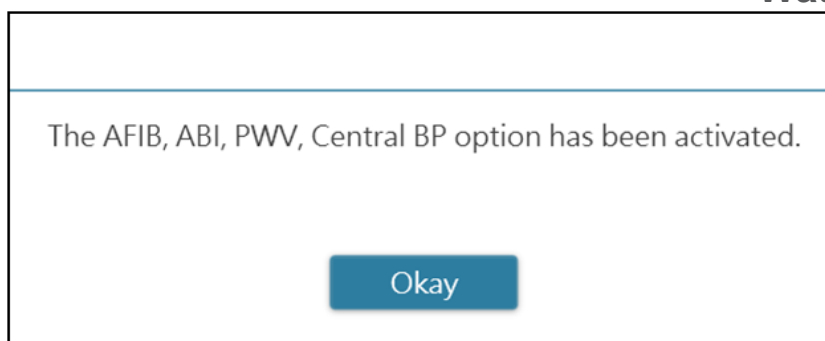 The AFIB, ABI, PWV, Central BP option has been activated.
Okay